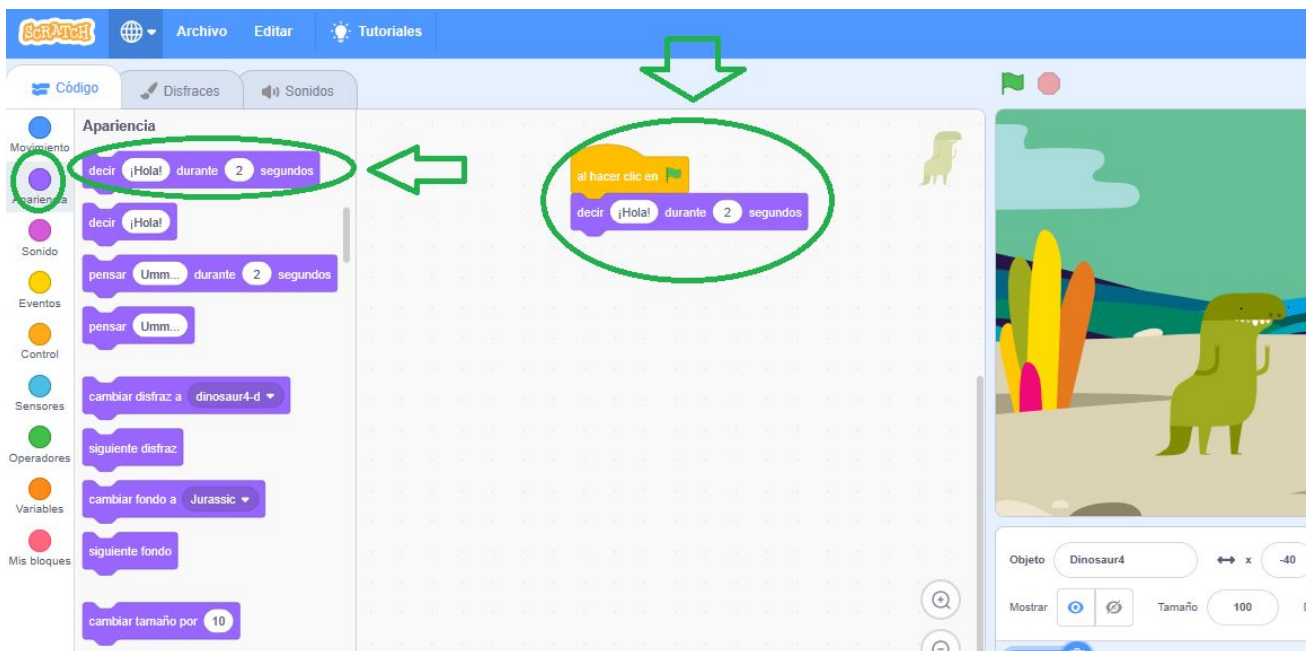 SCRATCH
Archivo
Editar
Tutoriales
Código
Disfraces
Sonidos
Movimiento
Apariencia
Sonido
Eventos
Control
Sensores
Operadores
Variables
Mis bloques
Apariencia
decir ¡Hola! durante 2 segundos
decir ¡Hola!
pensar Umm... durante 2 segundos
pensar Umm...
cambiar disfraz a dinosaur4-d
siguiente disfraz
cambiar fondo a Jurassic
siguiente fondo
cambiar tamaño por 10
al hacer clic en
decir ¡Hola! durante 2 segundos
Objeto Dinosaur4 x -40
Mostrar Tamaño 100